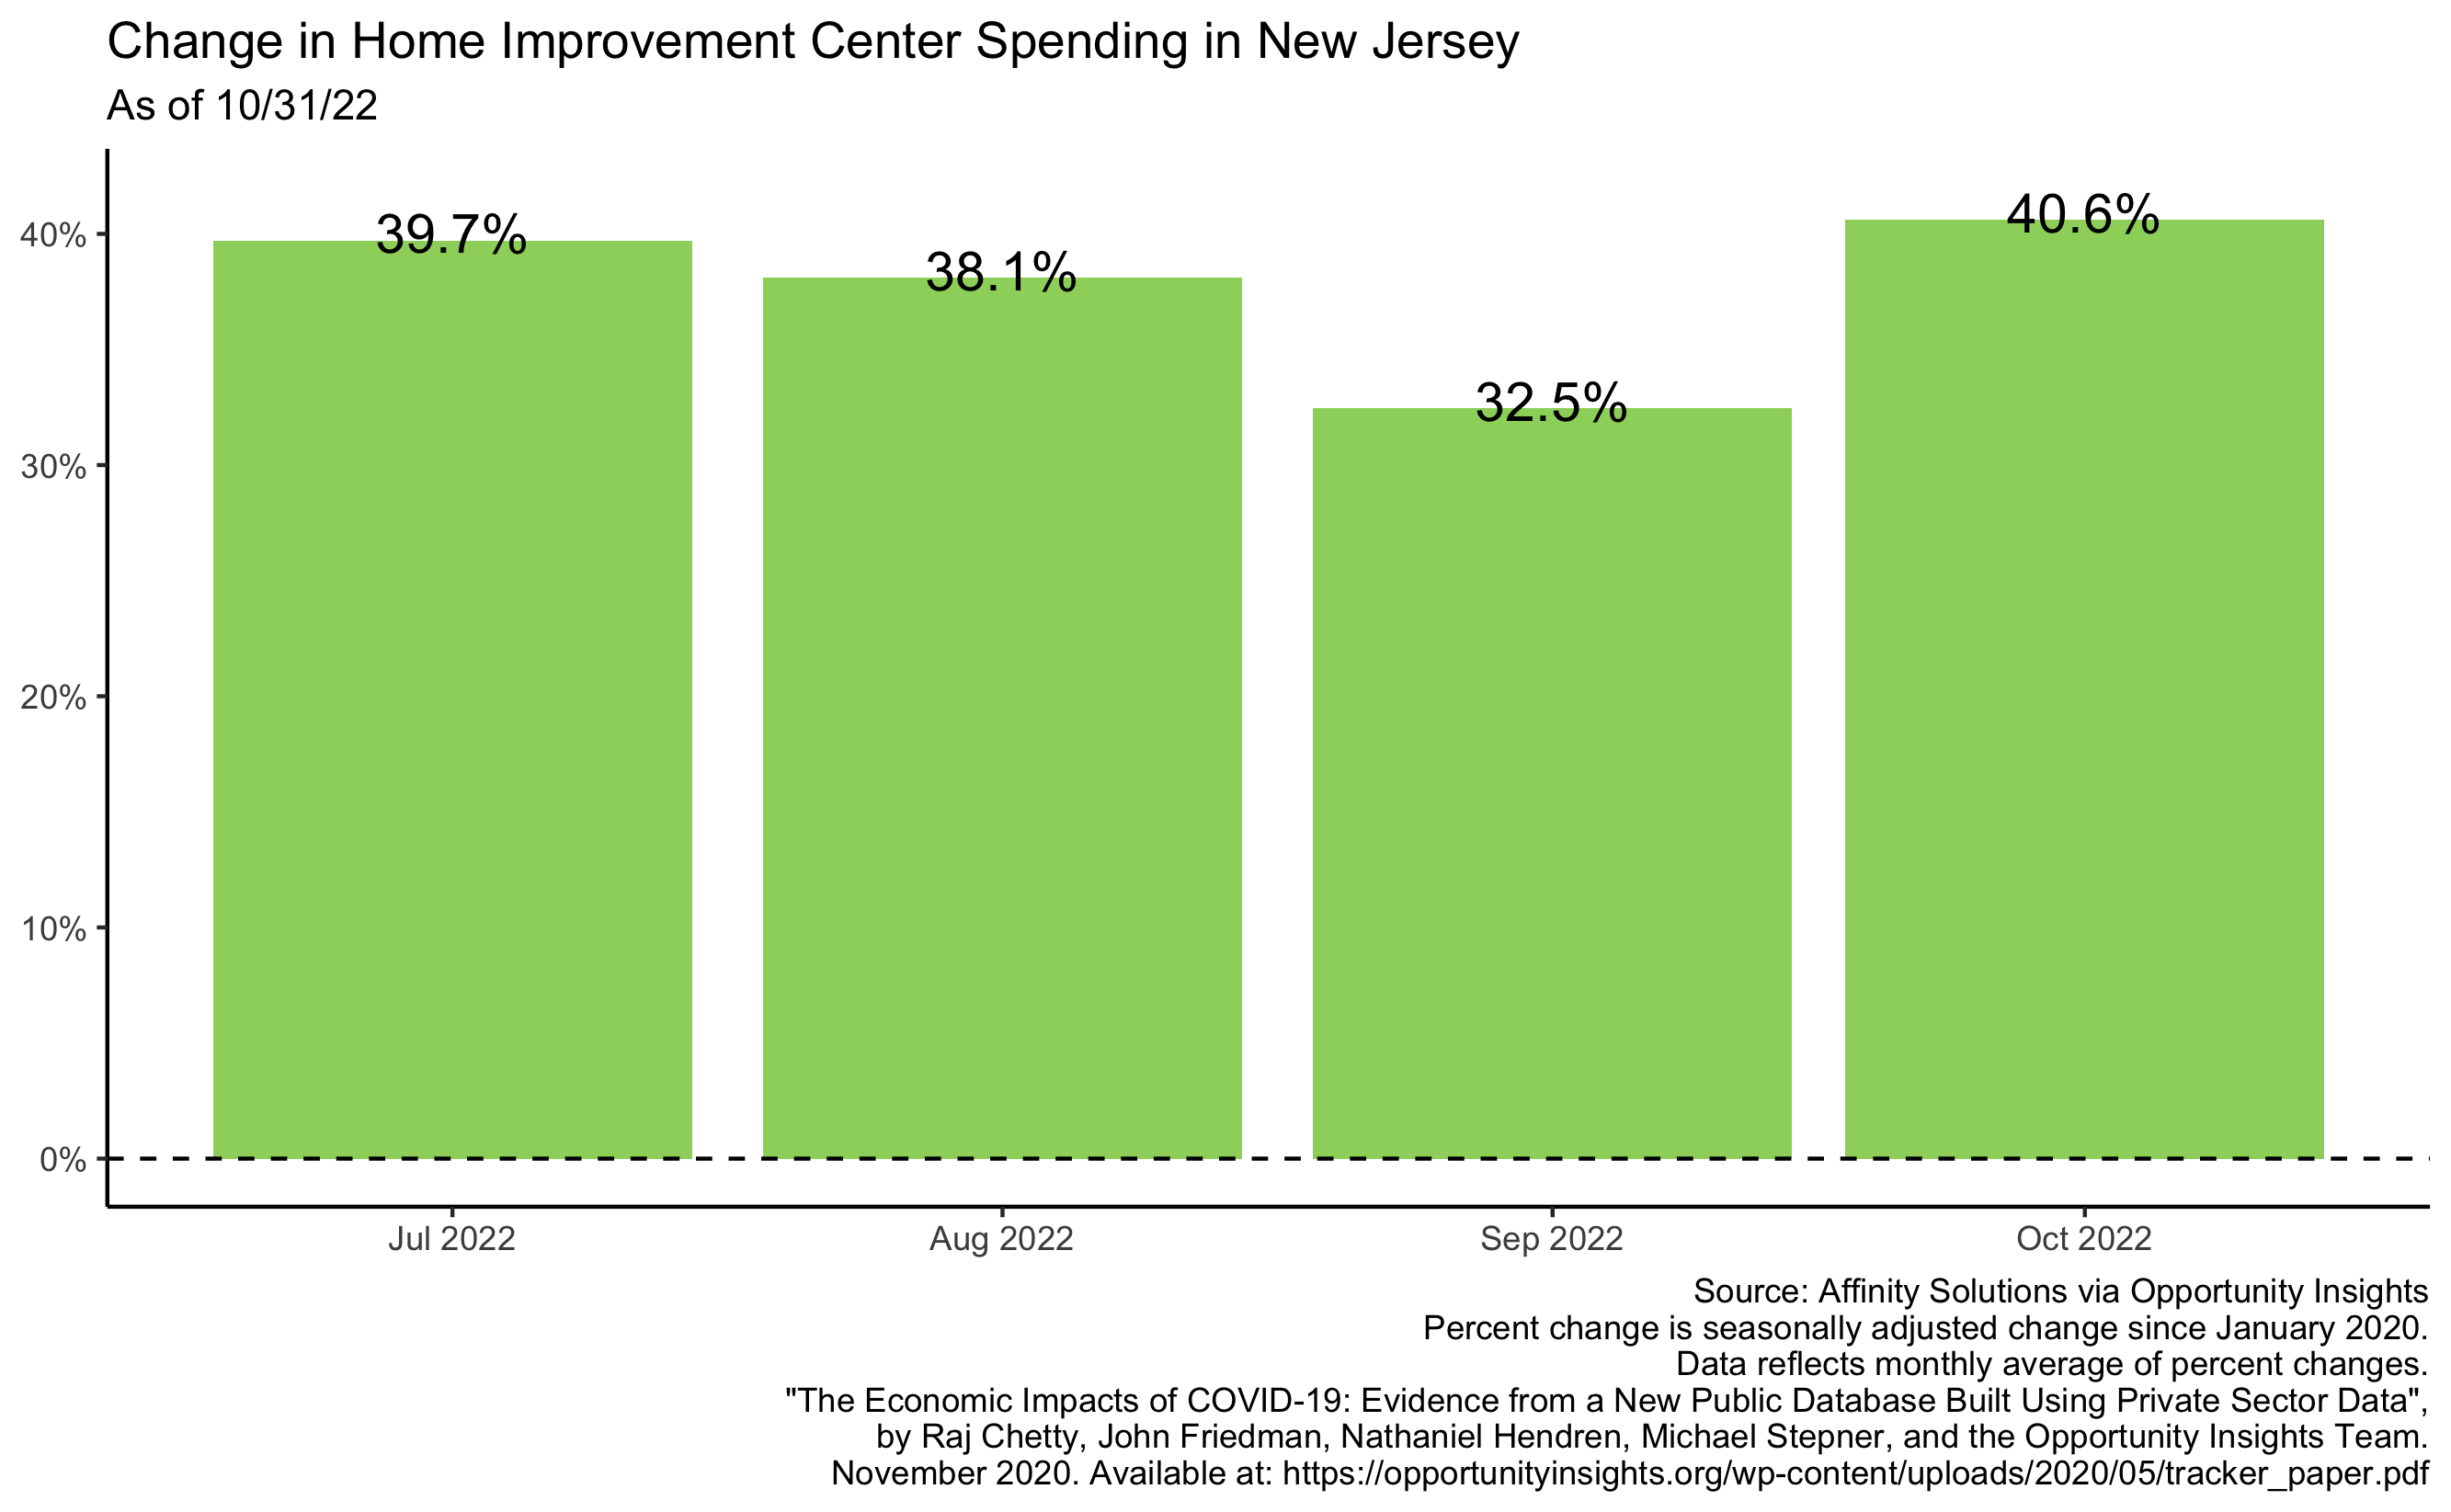 Change in Home Improvement Center Spending in New Jersey
As of 10/31/22
40%
30%
20%
10%
0%
39.7%
38.1%
32.5%
40.6%
Jul 2022
Aug 2022
Sep 2022
Oct 2022
Source: Affinity Solutions via Opportunity Insights
Percent change is seasonally adjusted change since January 2020.
Data reflects monthly average of percent changes.
"The Economic Impacts of COVID-19: Evidence from a New Public Database Built Using Private Sector Data",
by Raj Chetty, John Friedman, Nathaniel Hendren, Michael Stepner, and the Opportunity Insights Team.
November 2020. Available at: https://opportunityinsights.org/wp-content/uploads/2020/05/tracker_paper.pdf